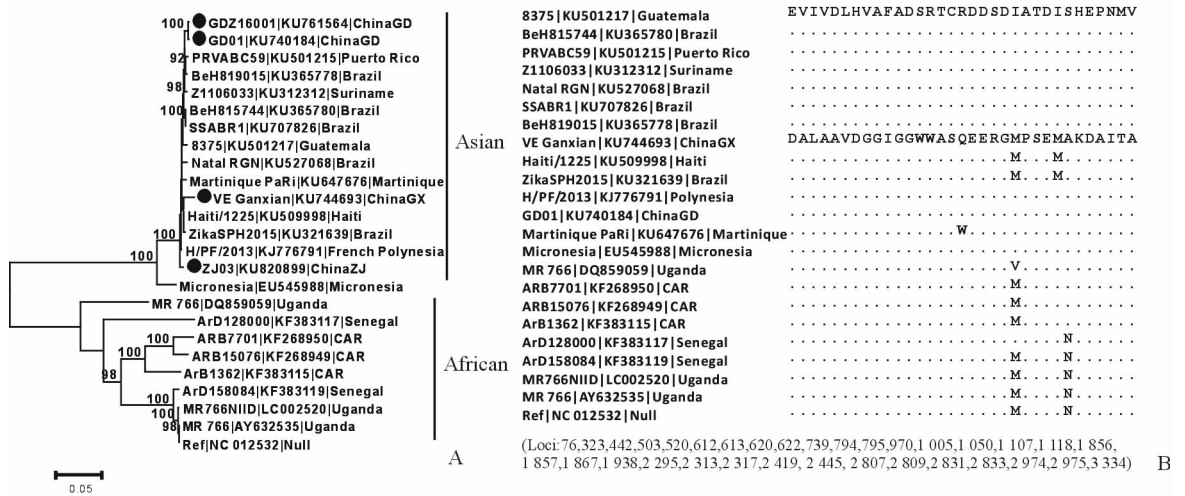 100 GDZ16001|KU761564|ChinaGD
GD01|KU740184|ChinaGD
92 PRVABC59|KU501215|Puerto Rico
BeH819015|KU365778|Brazil
98 Z1106033|KU312312|Suriname
100 BeH815744|KU365780|Brazil
SSABR1|KU707826|Brazil
8375|KU501217|Guatemala
Asian
Natal RGN|KU527068|Brazil
Martinique PaRi|KU647676|Martinique
VE Ganxian|KU744693|ChinaGX
Haiti/1225|KU509998|Haiti
100 ZikaSPH2015|KU321639|Brazil
H/PF/2013|KJ776791|French Polynesia
100 ZJ03|KU820899|ChinaZJ
Micronesia|EU545988|Micronesia
MR 766|DQ859059|Uganda
ArD128000|KF383117|Senegal
100 ARB7701|KF268950|CAR
100 ARB15076|KF268949|CAR
African
98 ArB1362|KF383115|CAR
ArD158084|KF383119|Senegal
100 MR766NIID|LC002520|Uganda
100 MR 766|AY632535|Uganda
98 Ref|NC 012532|Null
0.05
A
8375|KU501217|Guatemala EVIVDLHVAFADSRTCRDDSDIATDISHEPNMV
BeH815744|KU365780|Brazil .................................
PRVABC59|KU501215|Puerto Rico .................................
Z1106033|KU312312|Suriname .................................
Natal RGN|KU527068|Brazil .................................
SSABR1|KU707826|Brazil .................................
BeH819015|KU365778|Brazil .................................
VE Ganxian|KU744693|ChinaGX DALAAVDGGIGGWWASQEERGMPSEMAKDAITA
Haiti/1225|KU509998|Haiti .....................M...M.......
ZikaSPH2015|KU321639|Brazil .....................M...M.......
H/PF/2013|KJ776791|Polynesia .................................
GD01|KU740184|ChinaGD .................................
Martinique PaRi|KU647676|Martinique ................W................
Micronesia|EU545988|Micronesia .................................
MR 766|DQ859059|Uganda .....................V...........
ARB7701|KF268950|CAR .....................M...........
ARB15076|KF268949|CAR .....................M...........
ArB1362|KF383115|CAR .....................M...........
ArD128000|KF383117|Senegal ..........................N......
ArD158084|KF383119|Senegal .....................M....N......
MR766NIID|LC002520|Uganda .....................M....N......
MR 766|AY632535|Uganda .....................M....N......
Ref|NC 012532|Null .....................M....N......
(Loci:76,323,442,503,520,612,613,620,622,739,794,795,970,1 005,1 050,1 107,1 118,1 856,
1 857,1 867,1 938,2 295,2 313,2 317,2 419, 2 445, 2 807,2 809,2 831,2 833,2 974,2 975,3 334)
B